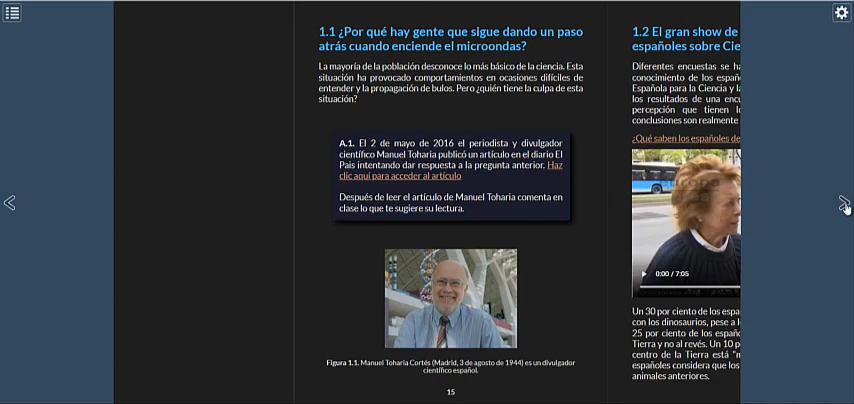 1.1 ¿Por qué hay gente que sigue dando un paso
atrás cuando enciende el microondas?
La mayoría de la población desconoce lo más básico de la ciencia. Esta
situación ha provocado comportamientos en ocasiones difíciles de
entender y la propagación de bulos. Pero ¿quién tiene la culpa de esta
situación?
A.1. El 2 de mayo de 2016 el periodista y divulgador
científico Manuel Toharia publicó un artículo en el diario El
País intentando dar respuesta a la pregunta anterior. Haz
clic aquí para acceder al artículo
Después de leer el artículo de Manuel Toharia comenta en
clase lo que te sugiere su lectura.
Figura 1.1. Manuel Toharia Cortés (Madrid, 3 de agosto de 1944) es un divulgador
científico español.
15
1.2 El gran show de
españoles sobre Cie
Diferentes encuestas se ha
conocimiento de los españ
Española para la Ciencia y la
los resultados de una encu
percepción que tienen l
conclusiones son realmente
¿Qué saben los españoles de
europa
0:00 / 7:05
Un 30 por ciento de los espa
con los dinosaurios, pese a l
25 por ciento de los españo
Tierra y no al revés. Un 10 p
centro de la Tierra está "m
españoles considera que los
animales anteriores.